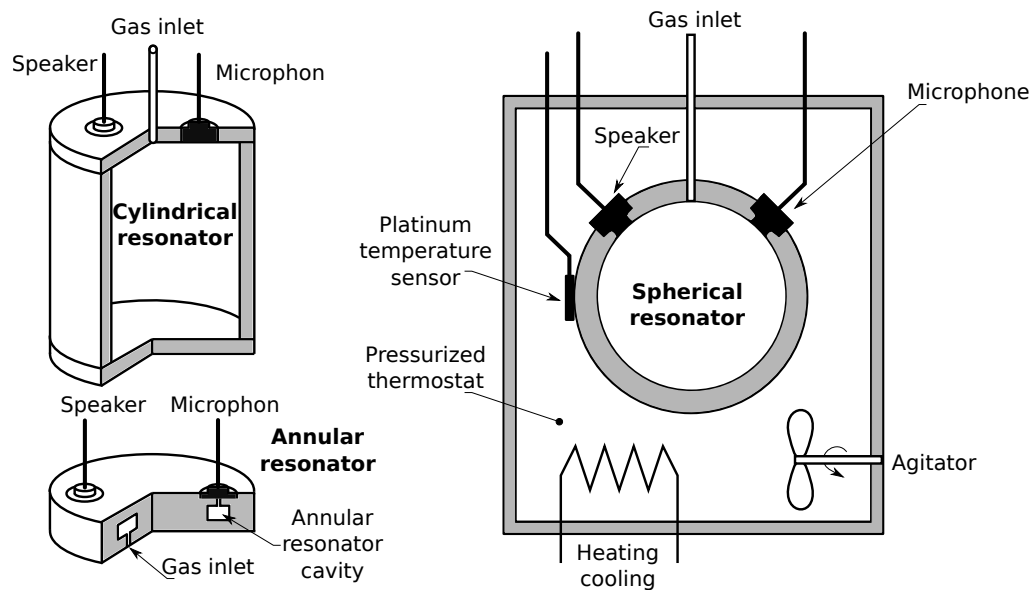 Gas inlet
Speaker
Microphon
Cylindrical
resonator
Speaker
Microphon
Annular
resonator
Annular
resonator
cavity
Gas inlet
Gas inlet
Microphone
Speaker
Platinum
temperature
sensor
Spherical
resonator
Pressurized
thermostat
Agitator
Heating
cooling